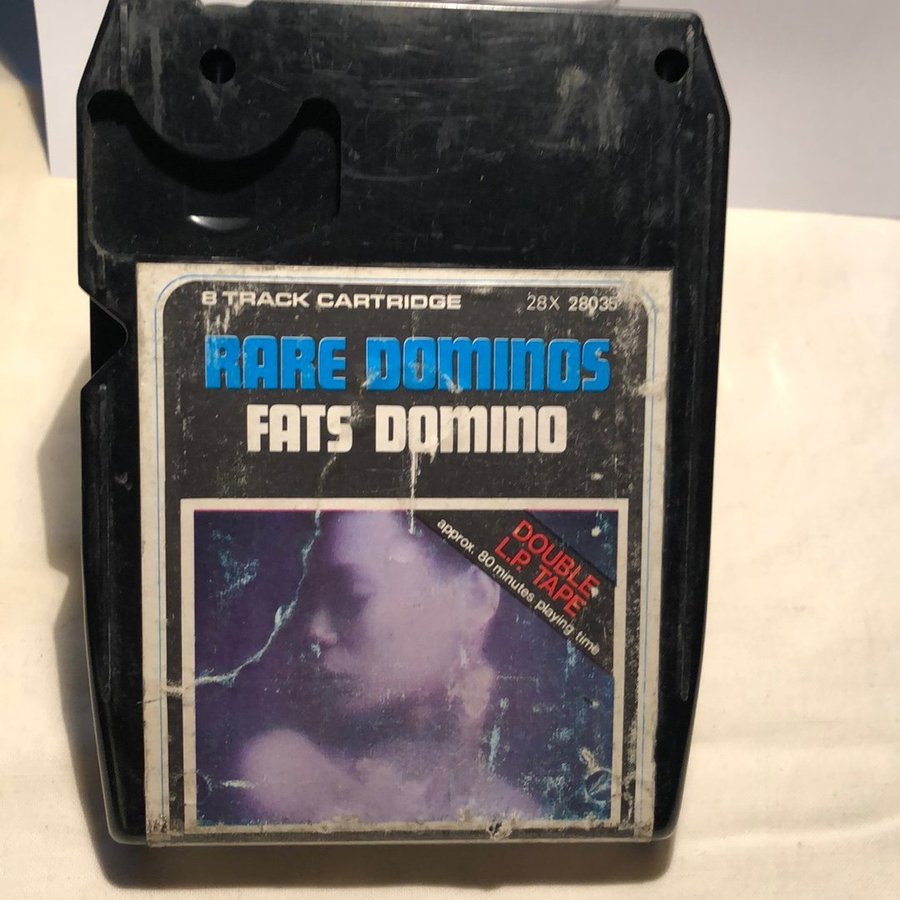 8 TRACK CARTRIDGE 28X 28035
RARE DOMINOS
FATS DOMINO
DOUBLE
L.P. TAPE
approx. 80 minutes playing time